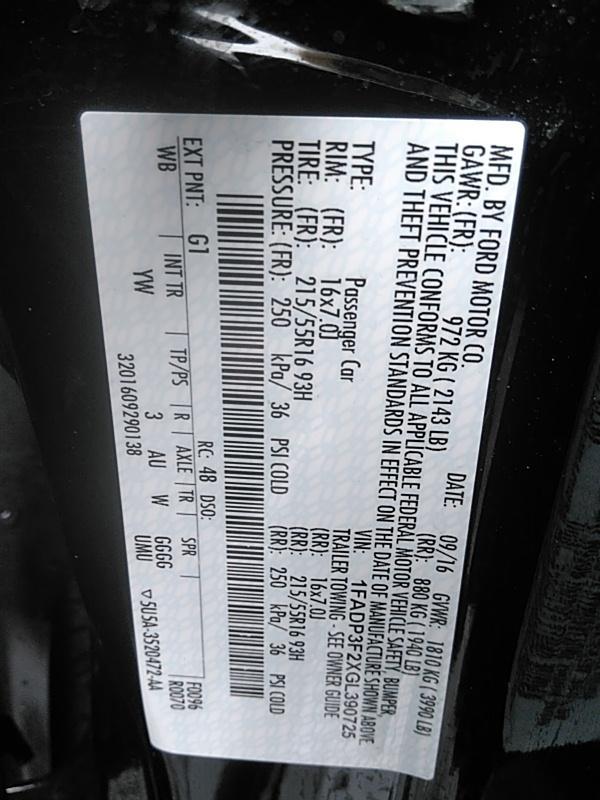 MFD. BY FORD MOTOR CO. DATE: 09/16 GVWR: 1810 KG ( 3990 LB)
GAWR: (FR): 972 KG ( 2143 LB) (RR): 880 KG ( 1940 LB)
THIS VEHICLE CONFORMS TO ALL APPLICABLE FEDERAL MOTOR VEHICLE SAFETY, BUMPER,
AND THEFT PREVENTION STANDARDS IN EFFECT ON THE DATE OF MANUFACTURE SHOWN ABOVE
VIN: 1FADP3F2XGL390725
TYPE: Passenger Car TRAILER TOWING - SEE OWNER GUIDE
RIM: (FR): 16x7.0J (RR): 16x7.0J
TIRE: (FR): 215/55R16 93H (RR): 215/55R16 93H
PRESSURE: (FR): 250 kPa/ 36 PSI COLD (RR): 250 kPa/ 36 PSI COLD
EXT PNT: G1 RC: 48 DSO: F0096
R0070
WB INT TR TP/PS R AXLE TR SPR
YW 3 AU W GGGG
UMU
3201609290138 ▽5U5A-3520472-AA